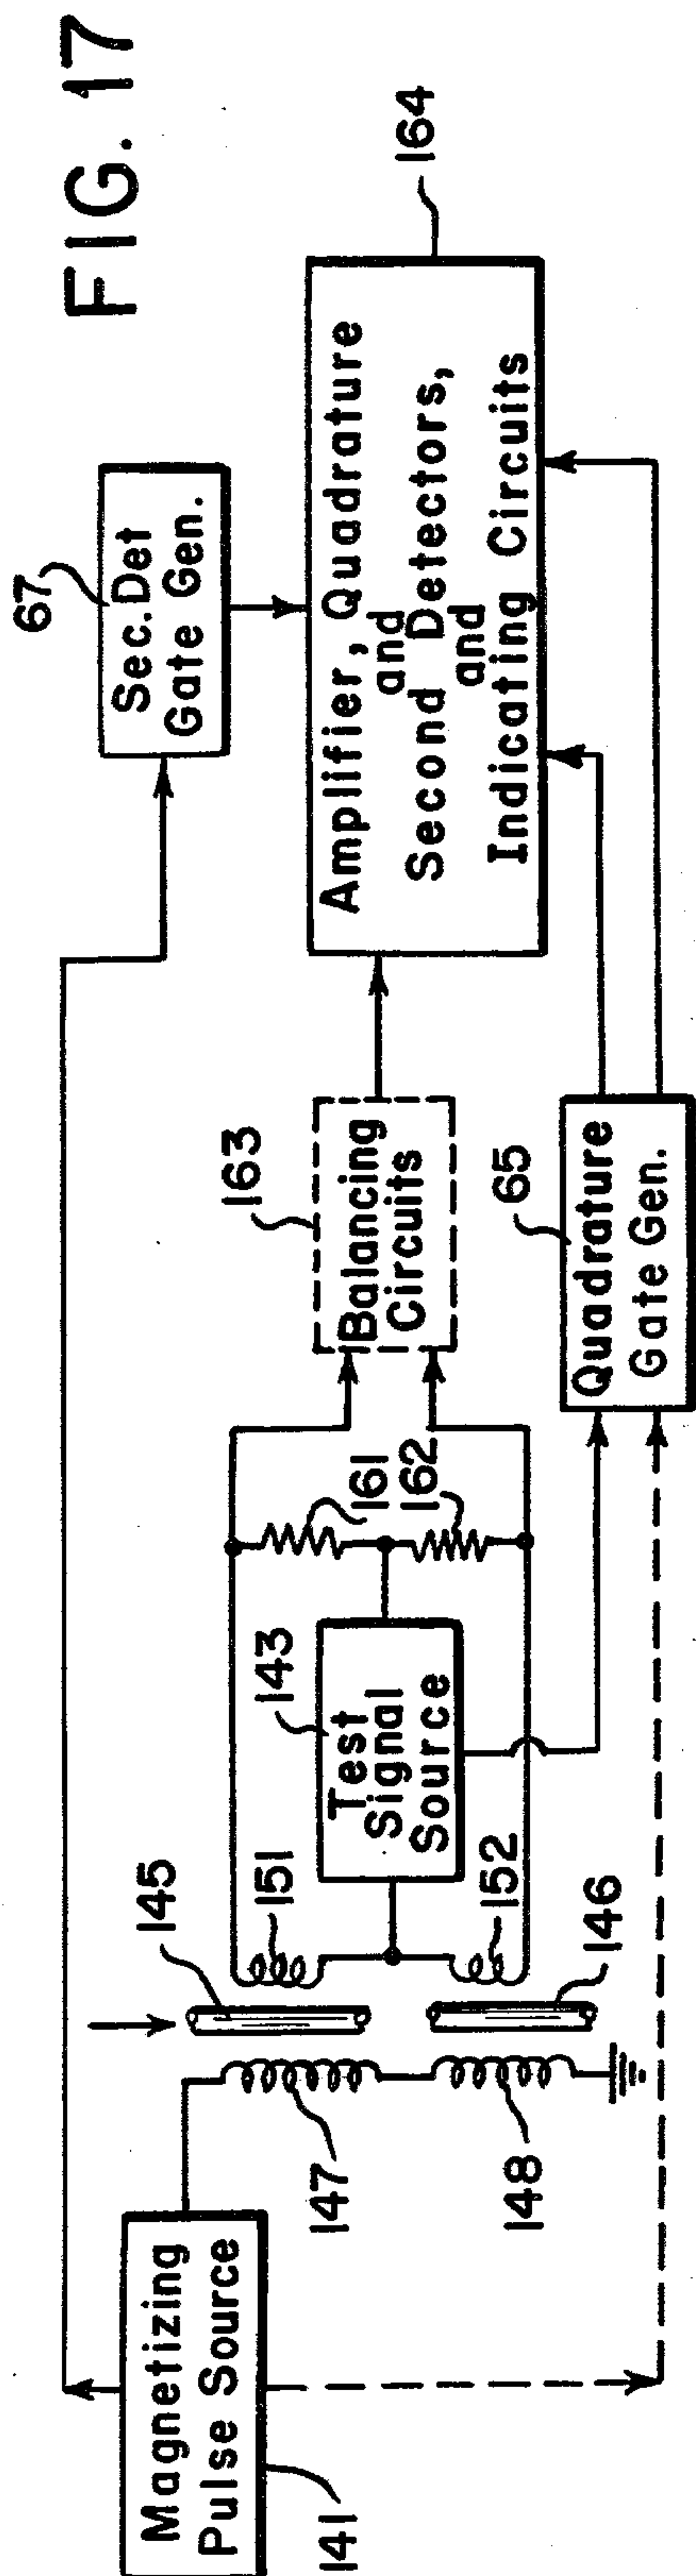 FIG. 17
Magnetizing
Pulse Source
141
147
148
145
146
151
152
143
Test
Signal
Source
161
162
163
Balancing
Circuits
65
Quadrature
Gate Gen.
67
Sec. Det
Gate Gen.
164
Amplifier, Quadrature
and
Second Detectors,
and
Indicating Circuits